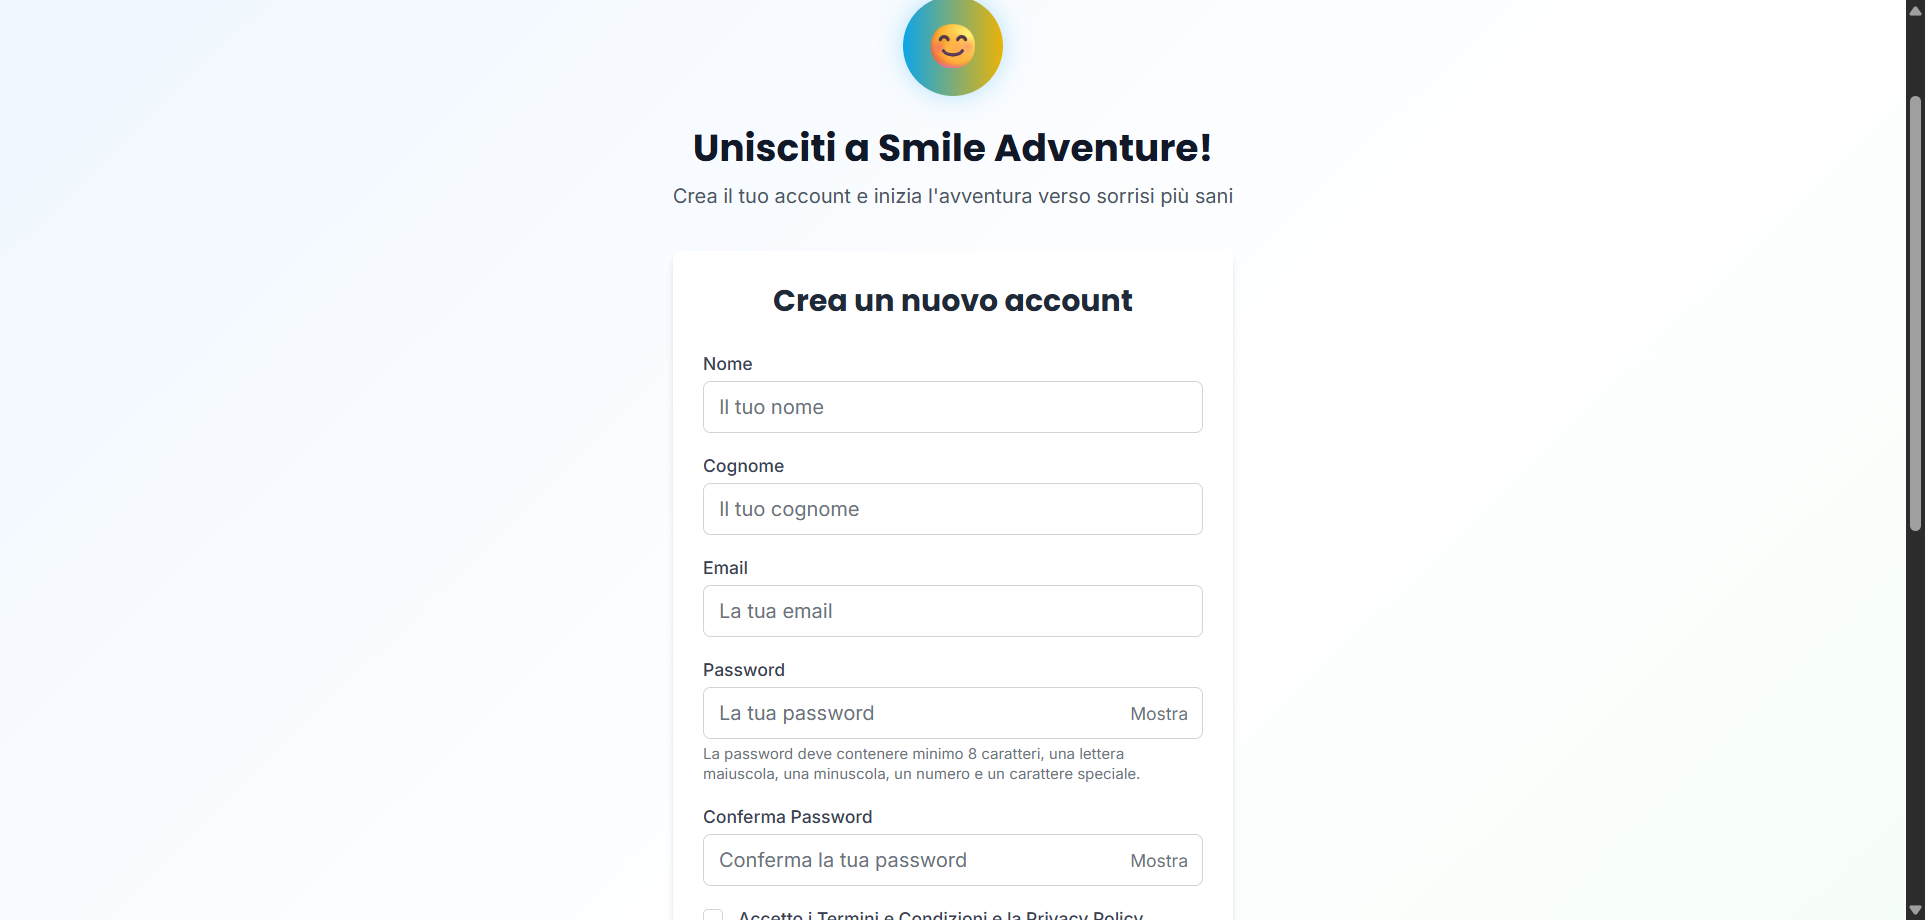 Unisciti a Smile Adventure!
Crea il tuo account e inizia l'avventura verso sorrisi più sani
Crea un nuovo account
Nome
Il tuo nome
Cognome
Il tuo cognome
Email
La tua email
Password
La tua password
Mostra
La password deve contenere minimo 8 caratteri, una lettera
maiuscola, una minuscola, un numero e un carattere speciale.
Conferma Password
Conferma la tua password
Mostra
Accetto i Termini e Condizioni e la Privacy Policy